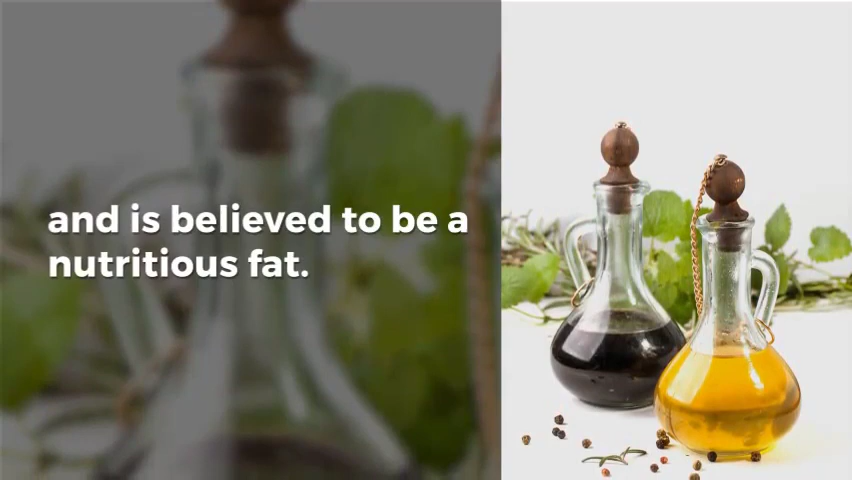 and is believed to be a
nutritious fat.